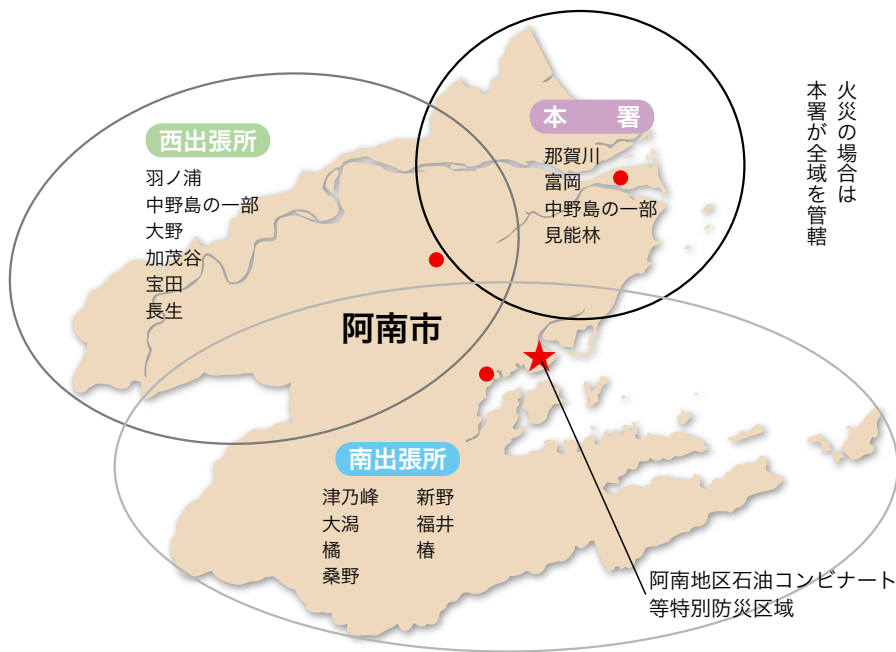 火災の場合は
本署が全域を管轄
本 署
那賀川
富岡
中野島の一部
見能林
西出張所
羽ノ浦
中野島の一部
大野
加茂谷
宝田
長生
阿南市
南出張所
津乃峰
大潟
橘
桑野
新野
福井
椿
阿南地区石油コンビナート
等特別防災区域